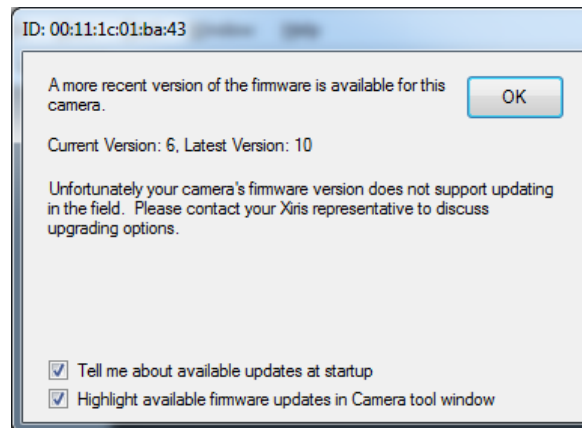 ID: 00:11:1c:01:ba:43
A more recent version of the firmware is available for this
camera.
OK
Current Version: 6, Latest Version: 10
Unfortunately your camera's firmware version does not support updating
in the field.  Please contact your Xiris representative to discuss
upgrading options.
Tell me about available updates at startup
Highlight available firmware updates in Camera tool window